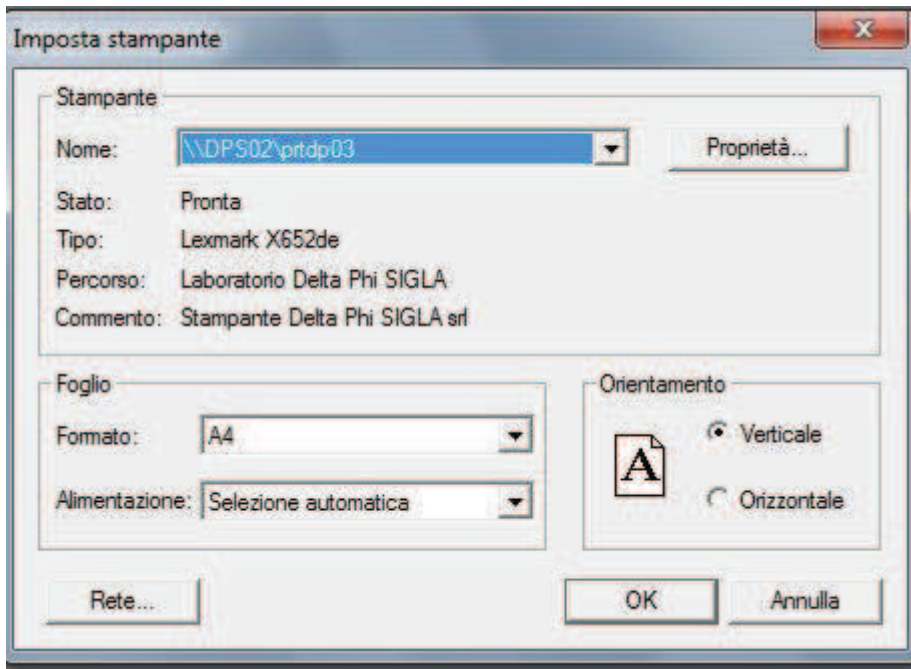 Imposta stampante
Stampante
Nome: \\DPS02\prtdp03 Proprietà...
Stato: Pronta
Tipo: Lexmark X652de
Percorso: Laboratorio Delta Phi SIGLA
Commento: Stampante Delta Phi SIGLA srl
Foglio
Formato: A4
Alimentazione: Selezione automatica
Orientamento
A
Verticale
Orizzontale
Rete... OK Annulla